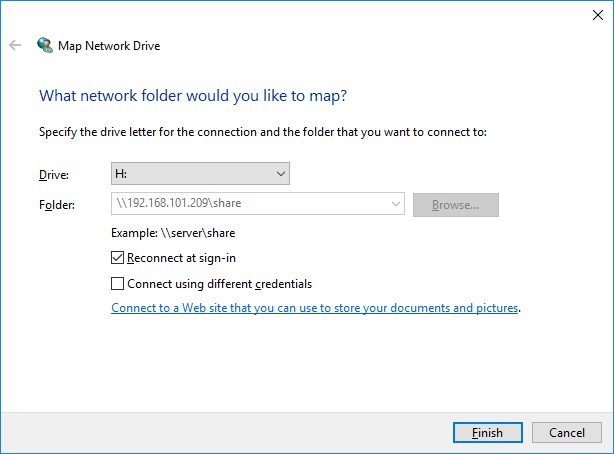 Map Network Drive
What network folder would you like to map?
Specify the drive letter for the connection and the folder that you want to connect to:
Drive: H:
Folder: \\192.168.101.209\share Browse...
Example: \\server\share
Reconnect at sign-in
Connect using different credentials
Connect to a Web site that you can use to store your documents and pictures.
Finish Cancel